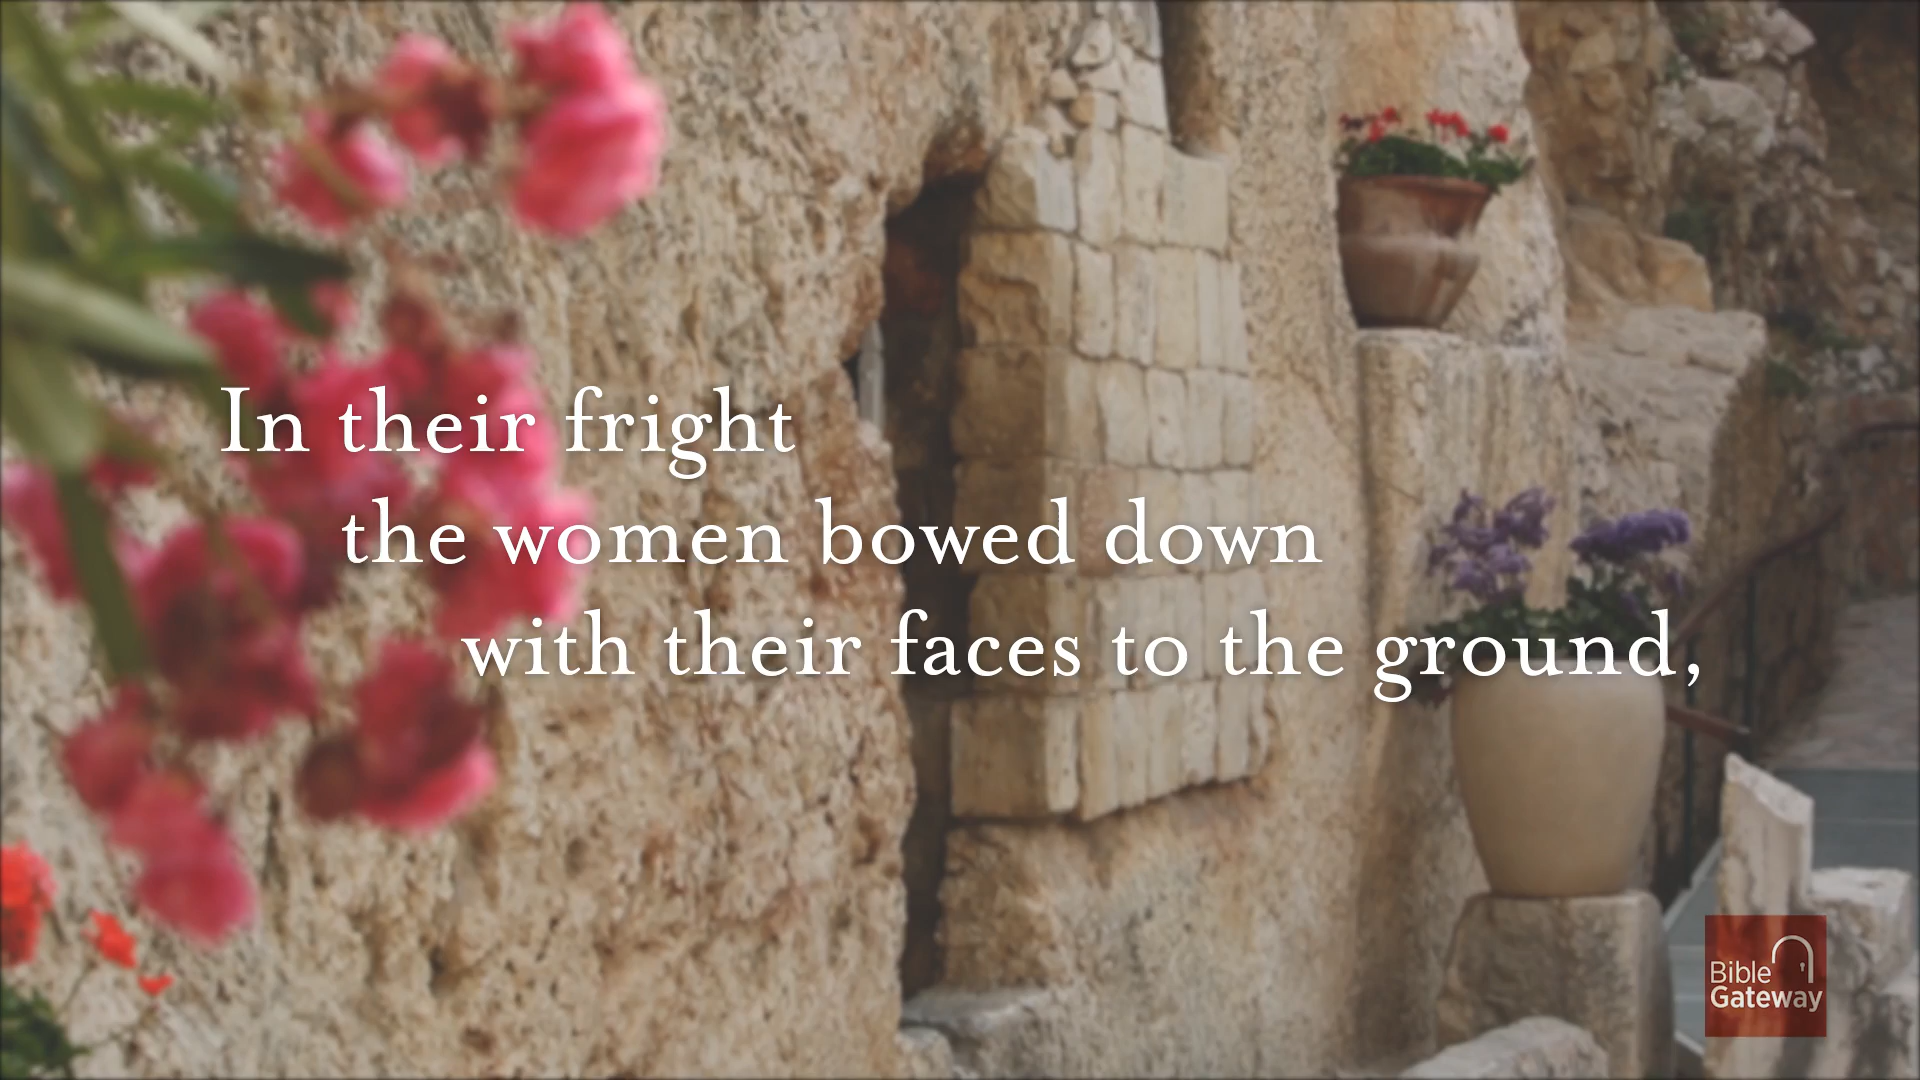 In their fright
the women bowed down
with their faces to the ground,
Bible
Gateway